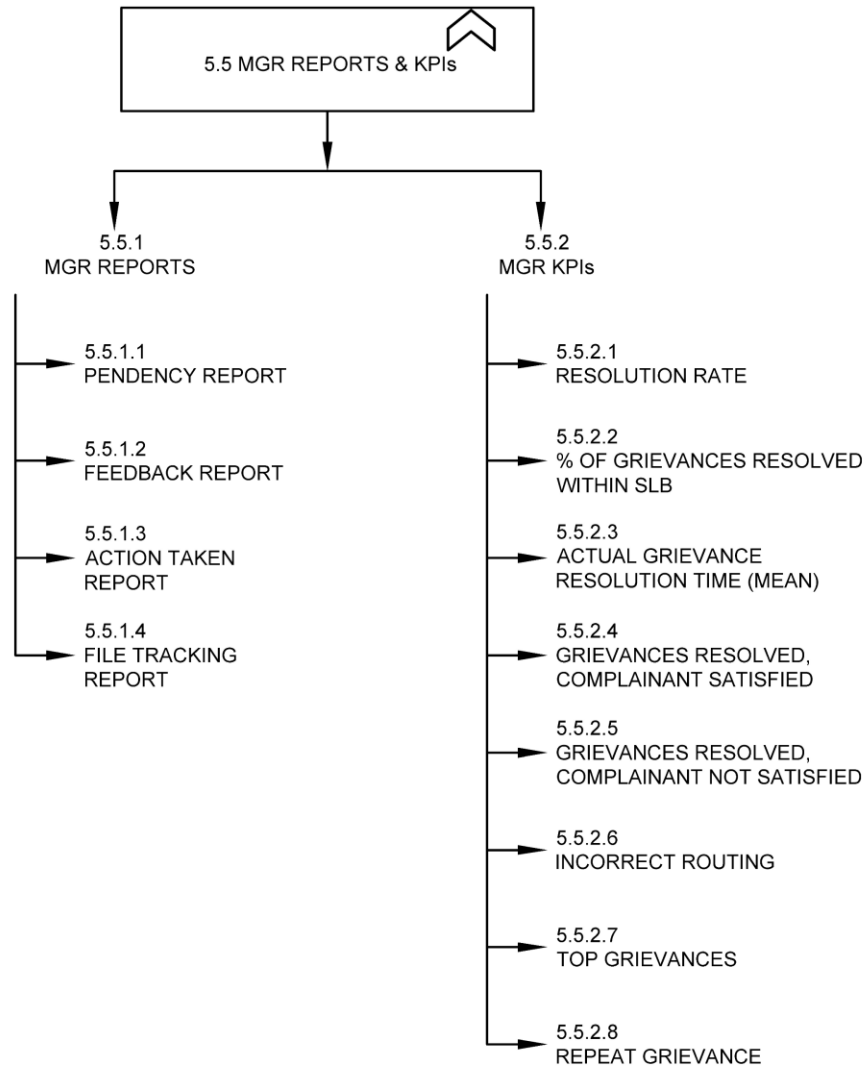 5.5 MGR REPORTS & KPIs
5.5.1
MGR REPORTS
5.5.1.1
PENDENCY REPORT
5.5.1.2
FEEDBACK REPORT
5.5.1.3
ACTION TAKEN
REPORT
5.5.1.4
FILE TRACKING
REPORT
5.5.2
MGR KPIs
5.5.2.1
RESOLUTION RATE
5.5.2.2
% OF GRIEVANCES RESOLVED
WITHIN SLB
5.5.2.3
ACTUAL GRIEVANCE
RESOLUTION TIME (MEAN)
5.5.2.4
GRIEVANCES RESOLVED,
COMPLAINANT SATISFIED
5.5.2.5
GRIEVANCES RESOLVED,
COMPLAINANT NOT SATISFIED
5.5.2.6
INCORRECT ROUTING
5.5.2.7
TOP GRIEVANCES
5.5.2.8
REPEAT GRIEVANCE